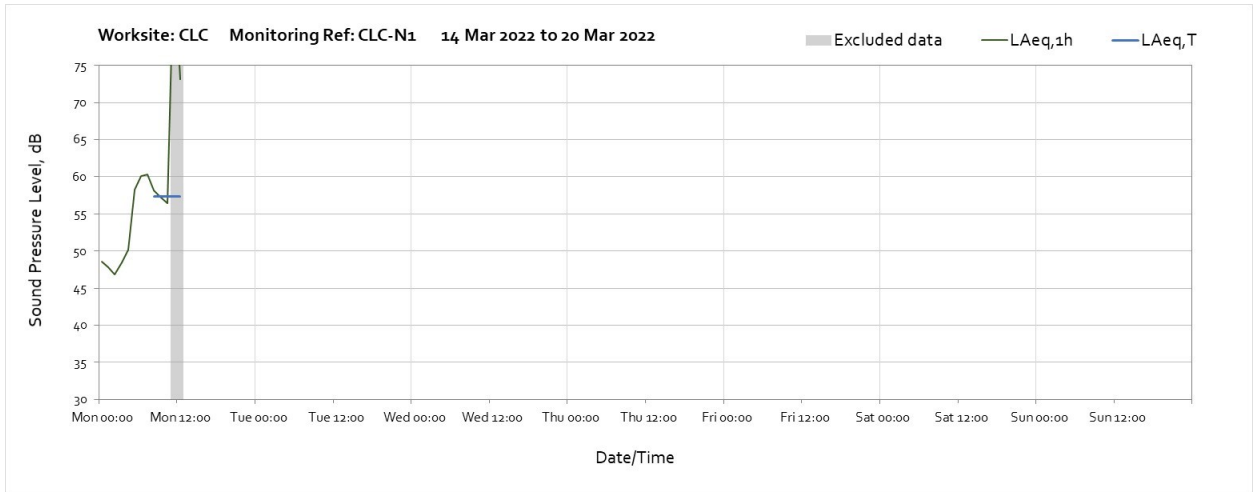 Worksite: CLC Monitoring Ref: CLC-N1 14 Mar 2022 to 20 Mar 2022
Excluded data LAeq,1h LAeq,T
Sound Pressure Level, dB
75
70
65
60
55
50
45
40
35
30
Mon 00:00 Mon 12:00 Tue 00:00 Tue 12:00 Wed 00:00 Wed 12:00 Thu 00:00 Thu 12:00 Fri 00:00 Fri 12:00 Sat 00:00 Sat 12:00 Sun 00:00 Sun 12:00
Date/Time